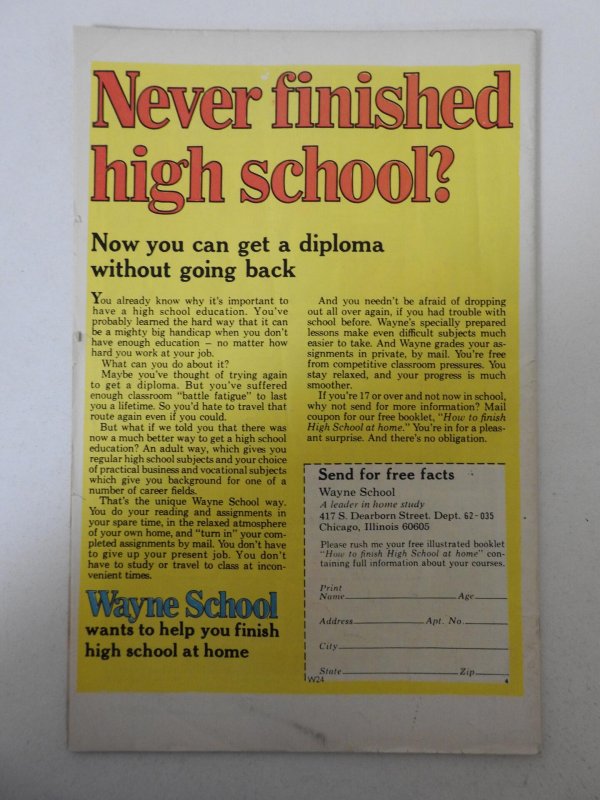 Never finished
high school?
Now you can get a diploma
without going back
You already know why it's important to
have a high school education. You've
probably learned the hard way that it can
be a mighty big handicap when you don't
have enough education – no matter how
hard you work at your job.
What can you do about it?
Maybe you've thought of trying again
to get a diploma. But you've suffered
enough classroom "battle fatigue" to last
you a lifetime. So you'd hate to travel that
route again even if you could.
But what if we told you that there was
now a much better way to get a high school
education? An adult way, which gives you
regular high school subjects and your choice
of practical business and vocational subjects
which give you background for one of a
number of career fields.
That's the unique Wayne School way.
You do your reading and assignments in
your spare time, in the relaxed atmosphere
of your own home, and "turn in" your com-
pleted assignments by mail. You don't have
to give up your present job. You don't
have to study or travel to class at incon-
venient times.
Wayne School
wants to help you finish
high school at home
And you needn't be afraid of dropping
out all over again, if you had trouble with
school before. Wayne's specially prepared
lessons make even difficult subjects much
easier to take. And Wayne grades your as-
signments in private, by mail. You're free
from competitive classroom pressures. You
stay relaxed, and your progress is much
smoother.
If you're 17 or over and not now in school,
why not send for more information? Mail
coupon for our free booklet, "How to finish
High School at home." You're in for a pleas-
ant surprise. And there's no obligation.
Send for free facts
Wayne School
A leader in home study
417 S. Dearborn Street. Dept. 62-035
Chicago, Illinois 60605
Please rush me your free illustrated booklet
"How to finish High School at home" con-
taining full information about your courses.
Print
Name Age
Address Apt. No.
City
State Zip
W24 4